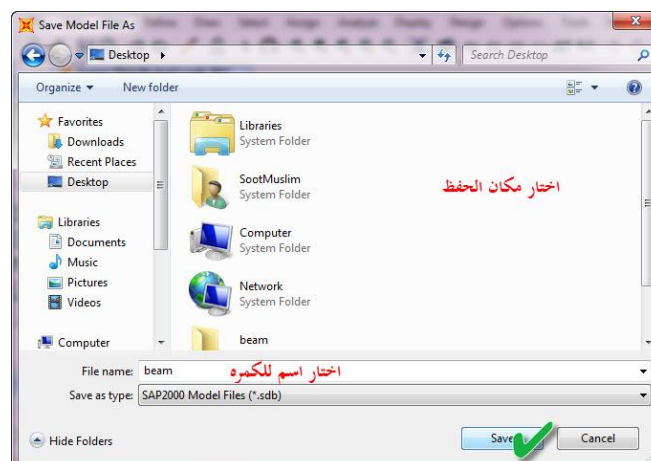 Save Model File As
Desktop
Search Desktop
Organize
New folder
Favorites
Downloads
Recent Places
Desktop
Libraries
Documents
Music
Pictures
Videos
Computer
Libraries
System Folder
SootMuslim
System Folder
Computer
System Folder
Network
System Folder
beam
اختار مكان الحفظ
File name: beam
اختار اسم للكمره
Save as type: SAP2000 Model Files (*.sdb)
Hide Folders
Save
Cancel